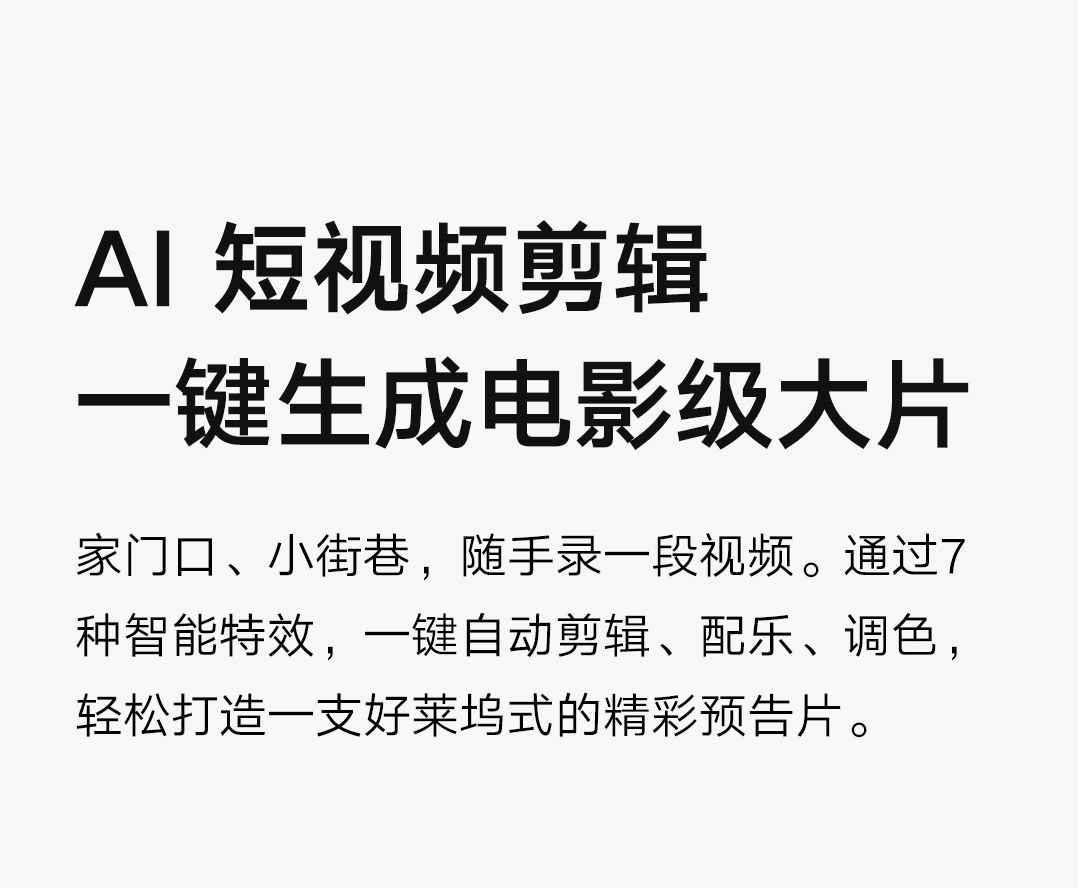 AI 短视频剪辑
一键生成电影级大片
家门口、小街巷，随手录一段视频。通过7
种智能特效，一键自动剪辑、配乐、调色，
轻松打造一支好莱坞式的精彩预告片。